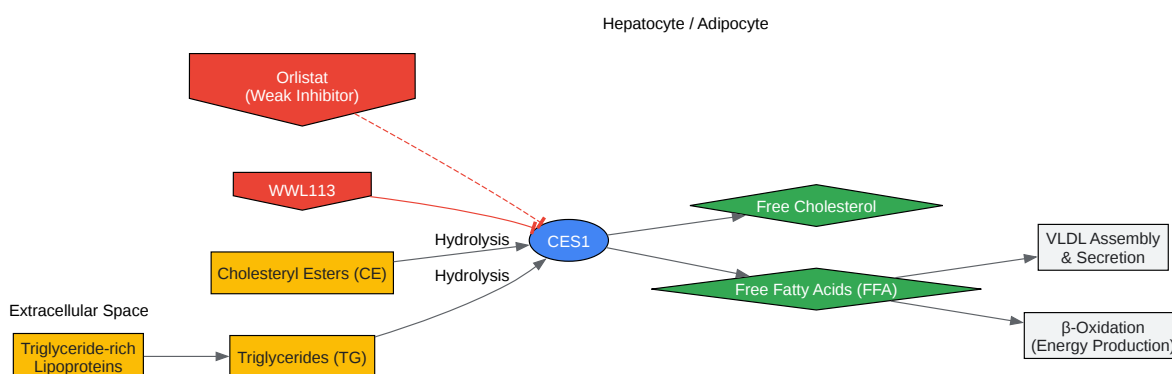 Hepatocyte / Adipocyte
Orlistat
(Weak Inhibitor)
WWL113
Free Cholesterol
CES1
Hydrolysis
Cholesteryl Esters (CE)
Hydrolysis
VLDL Assembly
& Secretion
Free Fatty Acids (FFA)
Extracellular Space
Triglyceride-rich
Lipoproteins
Triglycerides (TG)
β-Oxidation
(Energy Production)